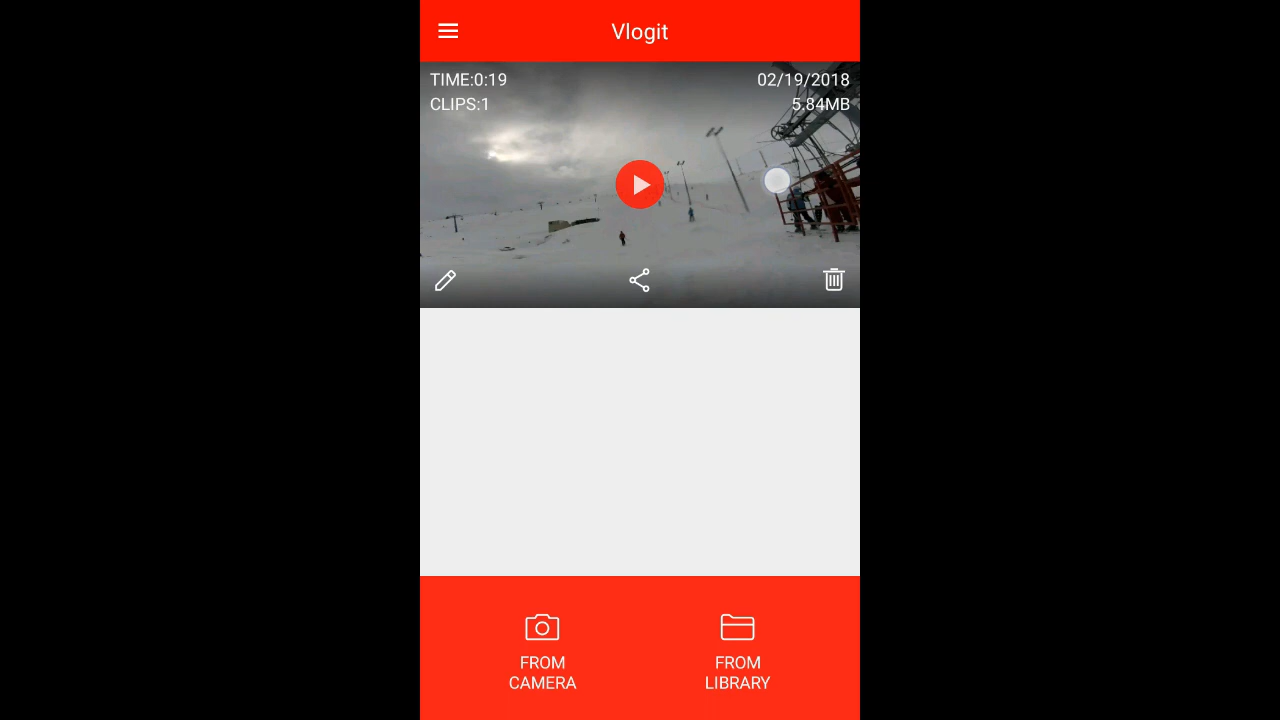 Vlogit
TIME:0:19
02/19/2018
CLIPS:1
5.84MB
FROM
CAMERA
FROM
LIBRARY